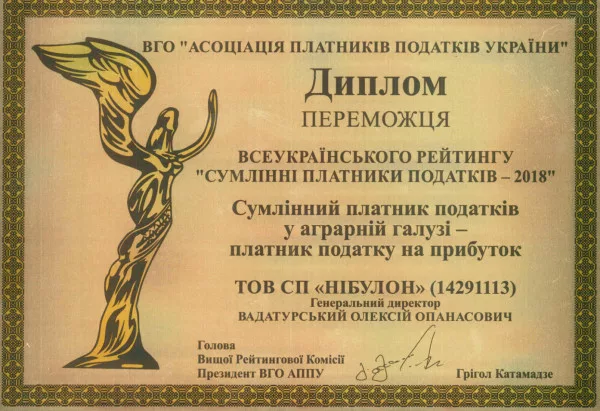 ВГО "АСОЦІАЦІЯ ПЛАТНИКІВ ПОДАТКІВ УКРАЇНИ"
Диплом
ПЕРЕМОЖЦЯ
ВСЕУКРАЇНСЬКОГО РЕЙТИНГУ
"СУМЛІННІ ПЛАТНИКИ ПОДАТКІВ – 2018"
Сумлінний платник податків
у аграрній галузі –
платник податку на прибуток
ТОВ СП «НІБУЛОН» (14291113)
Генеральний директор
ВАДАТУРСЬКИЙ ОЛЕКСІЙ ОПАНАСОВИЧ
Голова
Вищої Рейтингової Комісії
Президент ВГО АППУ
Грігол Катамадзе